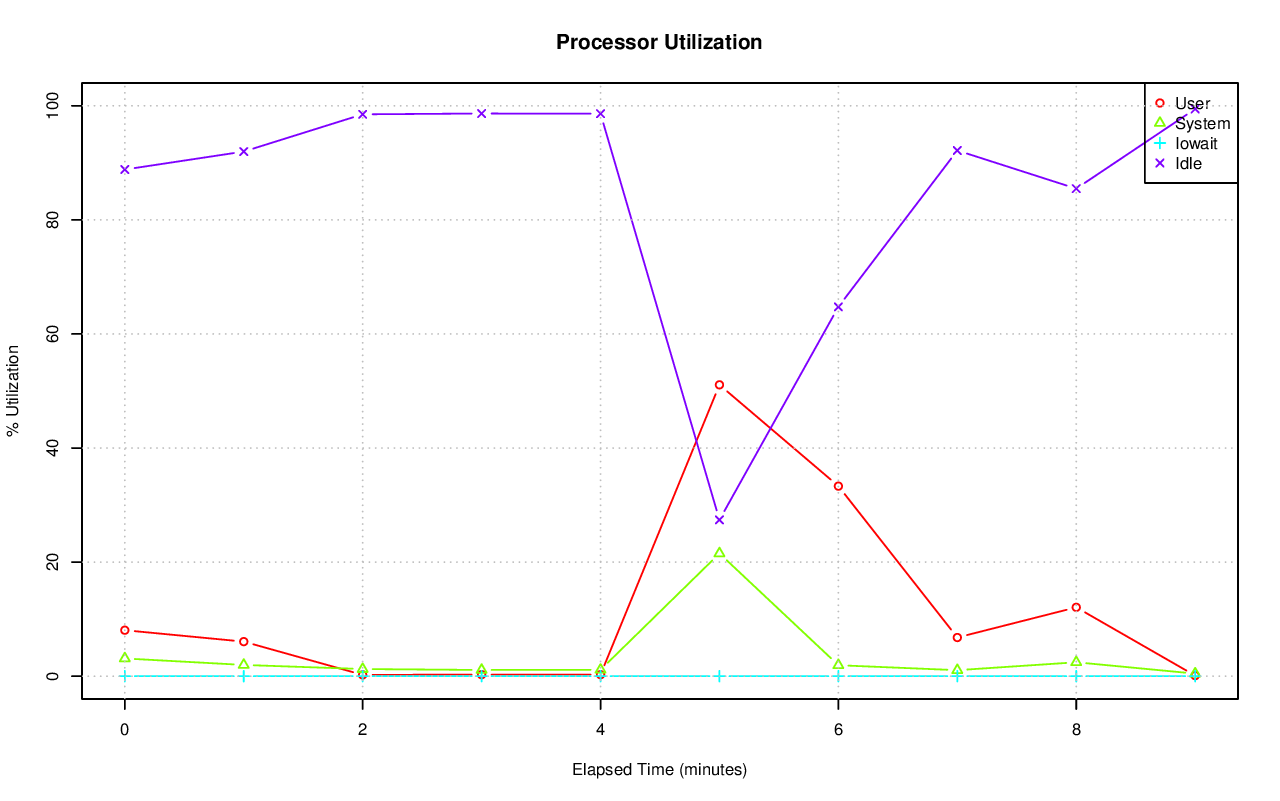 Processor Utilization
User
System
Iowait
Idle
% Utilization
100
80
60
40
20
0
0 2 4 6 8
Elapsed Time (minutes)